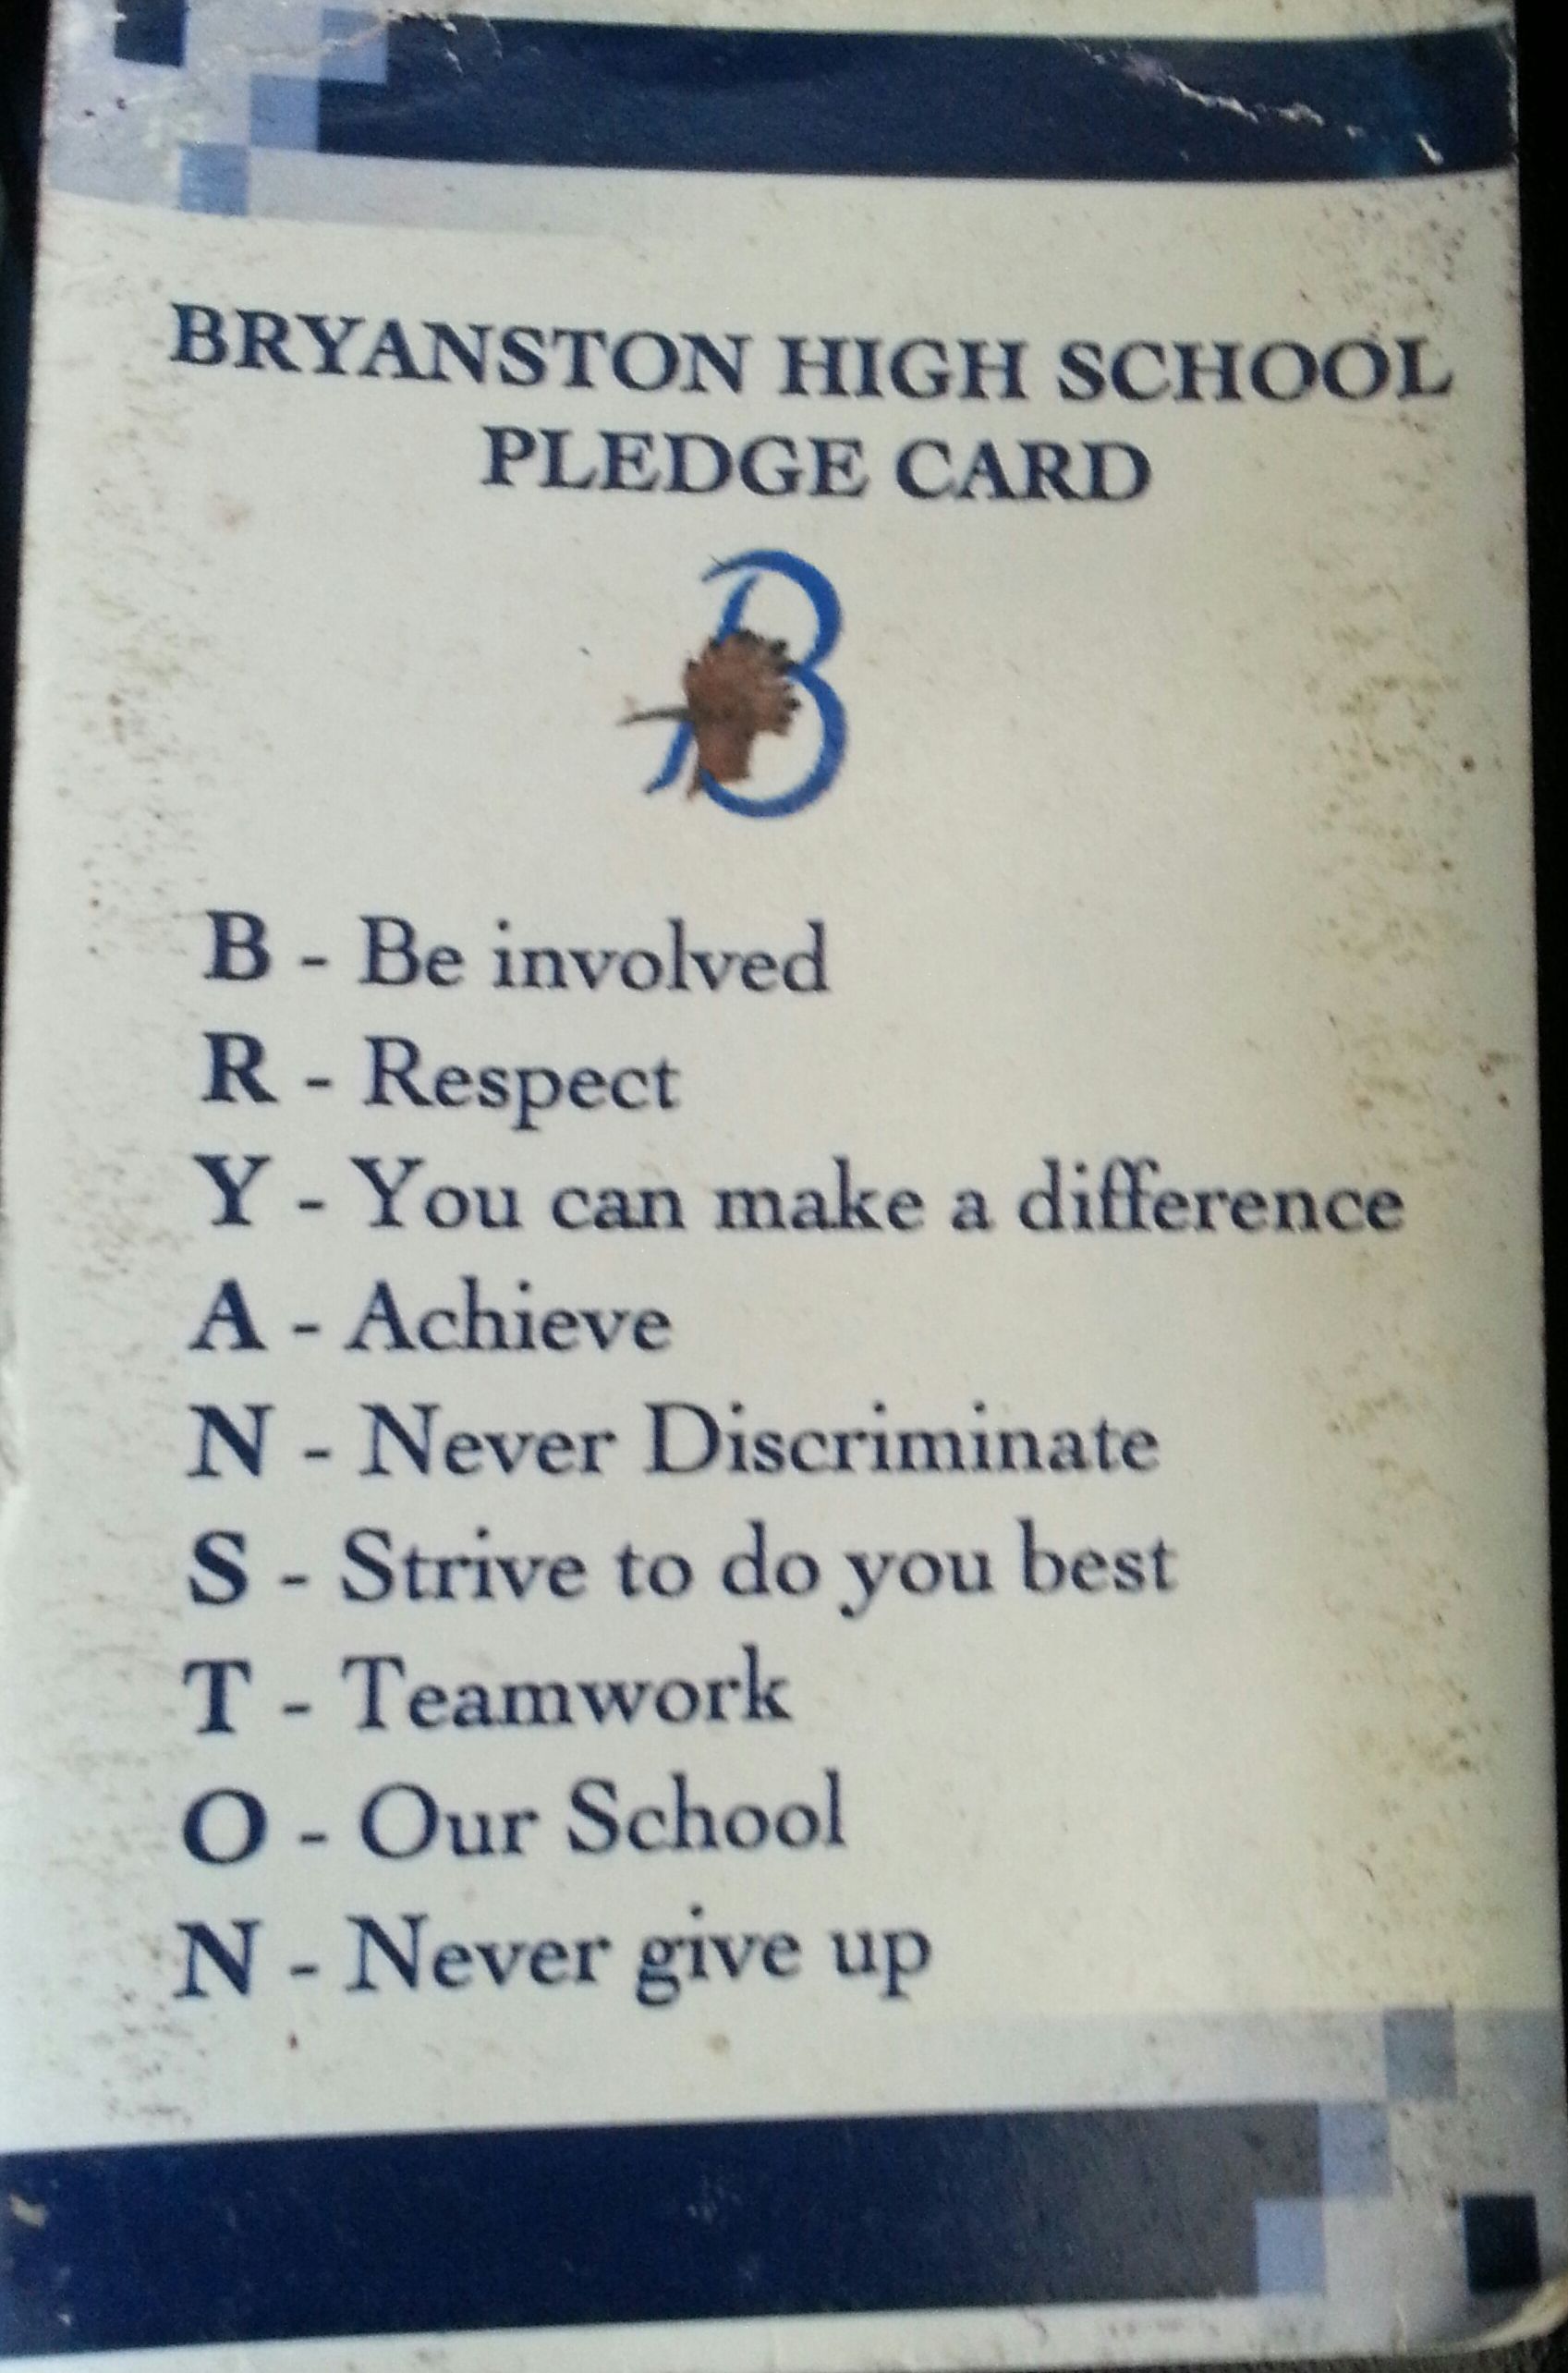 BRYANSTON HIGH SCHOOL
PLEDGE CARD
B
B - Be involved
R - Respect
Y - You can make a difference
A - Achieve
N - Never Discriminate
S - Strive to do you best
T - Teamwork
O - Our School
N - Never give up